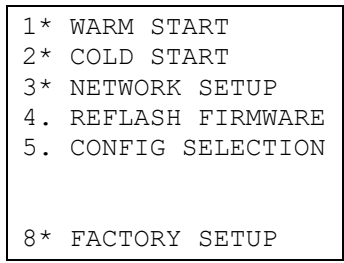 1* WARM START
2* COLD START
3* NETWORK SETUP
4. REFLASH FIRMWARE
5. CONFIG SELECTION
8* FACTORY SETUP